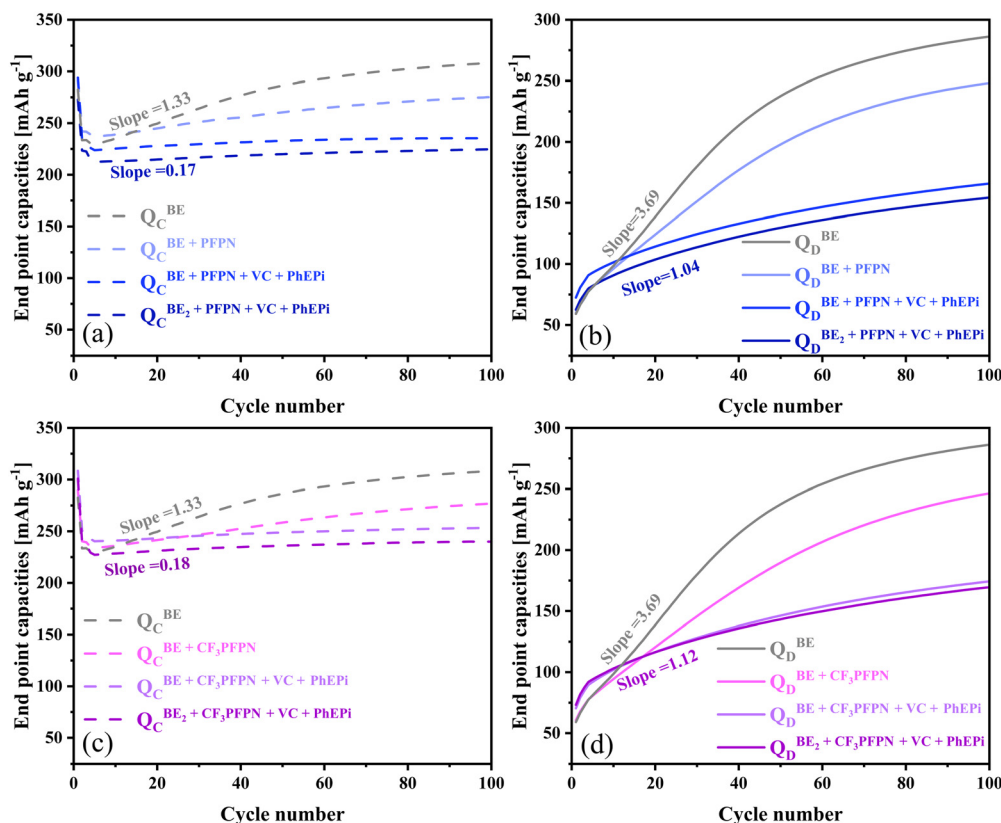 End point capacities [mAh g⁻¹]
350
300
250
200
150
100
50
Slope =1.33
Slope =0.17
Q_C^BE
Q_C^BE + PFPN
Q_C^BE + PFPN + VC + PhEPi
Q_C^BE₂ + PFPN + VC + PhEPi
(a)
0 20 40 60 80 100
Cycle number
End point capacities [mAh g⁻¹]
300
250
200
150
100
50
Slope=3.69
Slope=1.04
Q_D^BE
Q_D^BE + PFPN
Q_D^BE + PFPN + VC + PhEPi
Q_D^BE₂ + PFPN + VC + PhEPi
(b)
0 20 40 60 80 100
Cycle number
End point capacities [mAh g⁻¹]
350
300
250
200
150
100
50
Slope =1.33
Slope =0.18
Q_C^BE
Q_C^BE + CF₃PFPN
Q_C^BE + CF₃PFPN + VC + PhEPi
Q_C^BE₂ + CF₃PFPN + VC + PhEPi
(c)
0 20 40 60 80 100
Cycle number
End point capacities [mAh g⁻¹]
300
250
200
150
100
50
Slope=3.69
Slope=1.12
Q_D^BE
Q_D^BE + CF₃PFPN
Q_D^BE + CF₃PFPN + VC + PhEPi
Q_D^BE₂ + CF₃PFPN + VC + PhEPi
(d)
0 20 40 60 80 100
Cycle number